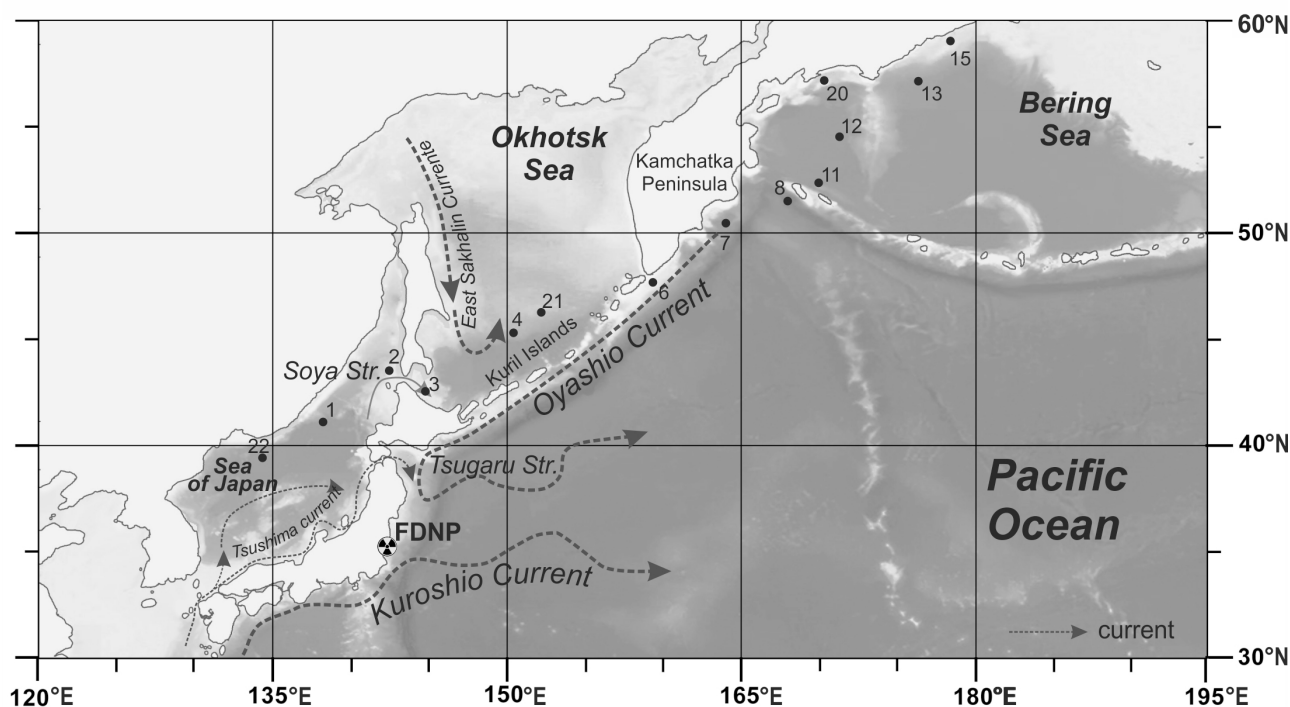 60°N
15
20
13
Bering
Sea
Okhotsk
Sea
12
Kamchatka
Peninsula
11
8
East Sakhalin Currente
7
50°N
6
21
4
Kuril Islands
Oyashio Current
2
Soya Str.
3
1
22
40°N
Sea
of Japan
Tsugaru Str.
Pacific
Ocean
Tsushima current
FDNP
Kuroshio Current
current
30°N
120°E
135°E
150°E
165°E
180°E
195°E